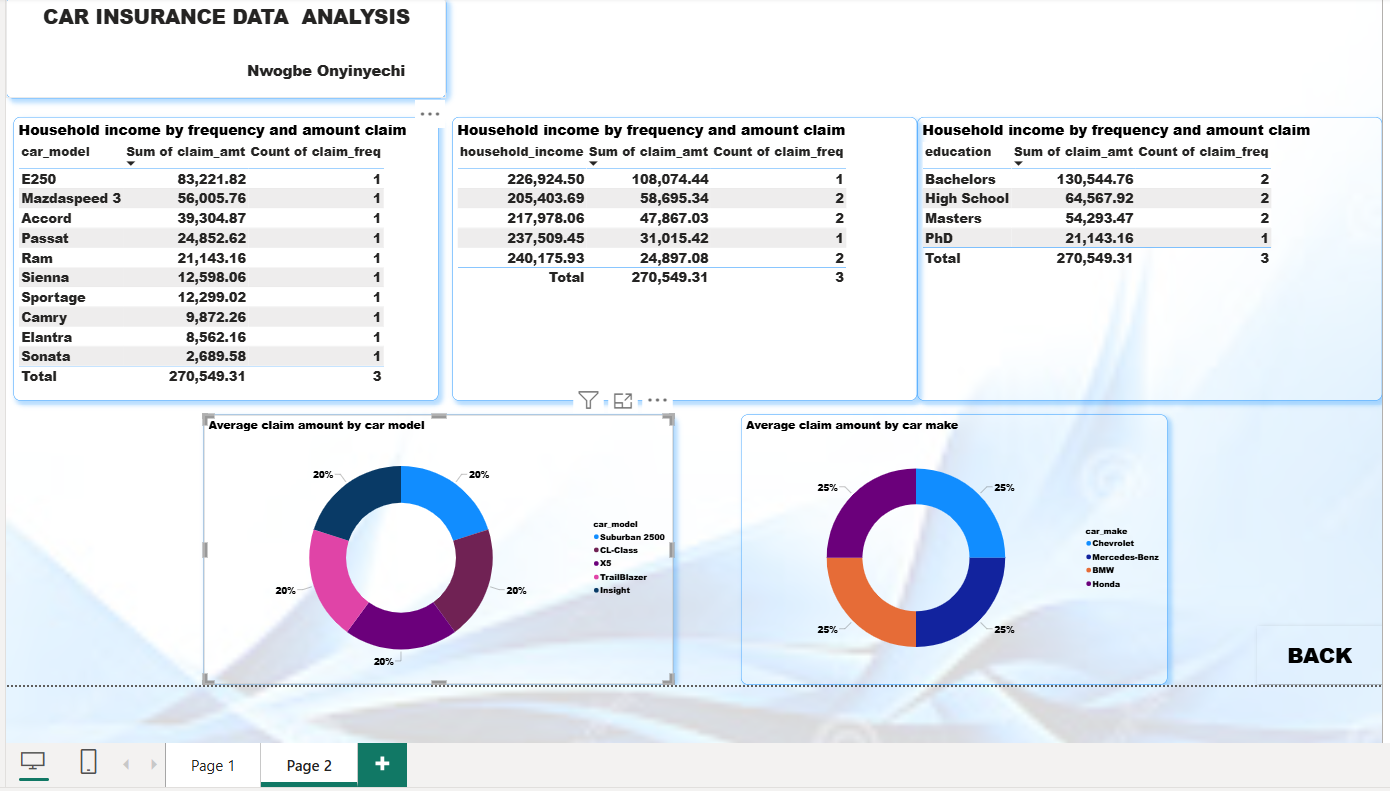 CAR INSURANCE DATA ANALYSIS
Nwogbe Onyinyechi
Household income by frequency and amount claim
car_model Sum of claim_amt Count of claim_freq
E250 83,221.82 1
Mazdaspeed 3 56,005.76 1
Accord 39,304.87 1
Passat 24,852.62 1
Ram 21,143.16 1
Sienna 12,598.06 1
Sportage 12,299.02 1
Camry 9,872.26 1
Elantra 8,562.16 1
Sonata 2,689.58 1
Total 270,549.31 3
Household income by frequency and amount claim
household_income Sum of claim_amt Count of claim_freq
226,924.50 108,074.44 1
205,403.69 58,695.34 2
217,978.06 47,867.03 2
237,509.45 31,015.42 1
240,175.93 24,897.08 2
Total 270,549.31 3
Household income by frequency and amount claim
education Sum of claim_amt Count of claim_freq
Bachelors 130,544.76 2
High School 64,567.92 2
Masters 54,293.47 2
PhD 21,143.16 1
Total 270,549.31 3
Average claim amount by car model
20% 20%
20% 20%
20%
car_model
Suburban 2500
CL-Class
X5
TrailBlazer
Insight
Average claim amount by car make
25% 25%
25% 25%
car_make
Chevrolet
Mercedes-Benz
BMW
Honda
BACK
Page 1 Page 2